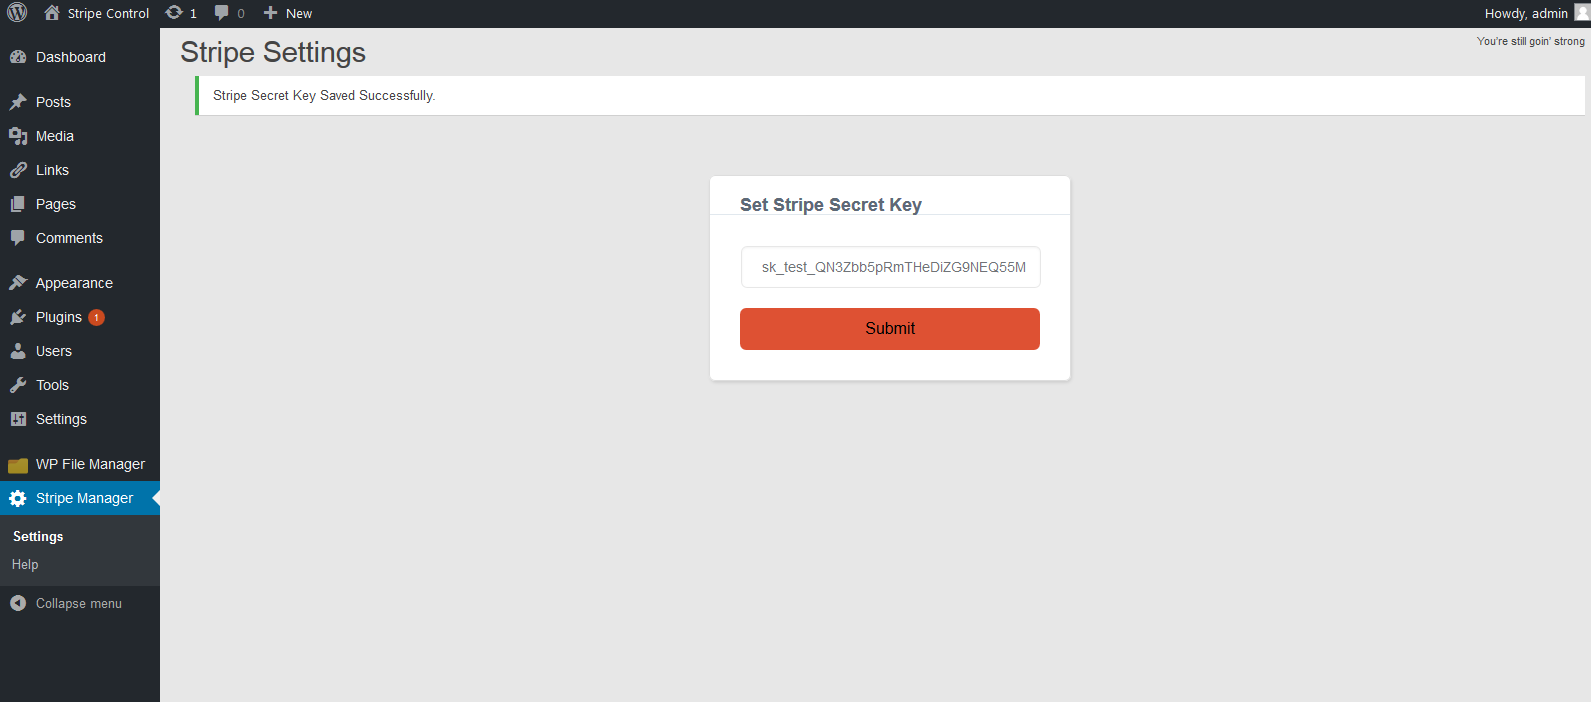 Stripe Control 1 0 New Howdy, admin
You're still goin' strong
Dashboard
Posts
Media
Links
Pages
Comments
Appearance
Plugins 1
Users
Tools
Settings
WP File Manager
Stripe Manager
Settings
Help
Collapse menu
Stripe Settings
Stripe Secret Key Saved Successfully.
Set Stripe Secret Key
sk_test_QN3Zbb5pRmTHeDiZG9NEQ55M
Submit